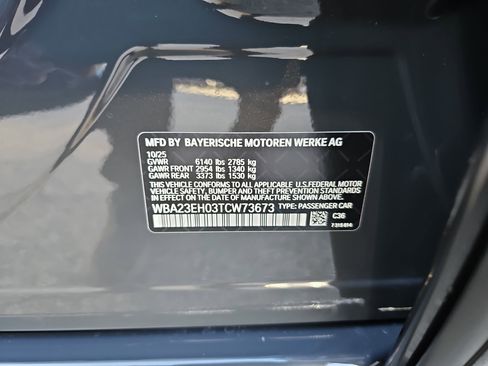 MFD BY BAYERISCHE MOTOREN WERKE AG
10/25
GVWR 6140 lbs 2785 kg
GAWR FRONT 2954 lbs 1340 kg
GAWR REAR 3373 lbs 1530 kg
THIS VEHICLE CONFORMS TO ALL APPLICABLE U.S.FEDERAL MOTOR
VEHICLE SAFETY, BUMPER AND THEFT PREVENTION STANDARDS
IN EFFECT ON THE DATE OF MANUFACTURE SHOWN ABOVE.
WBA23EH03TCW73673 TYPE: PASSENGER CAR
C36